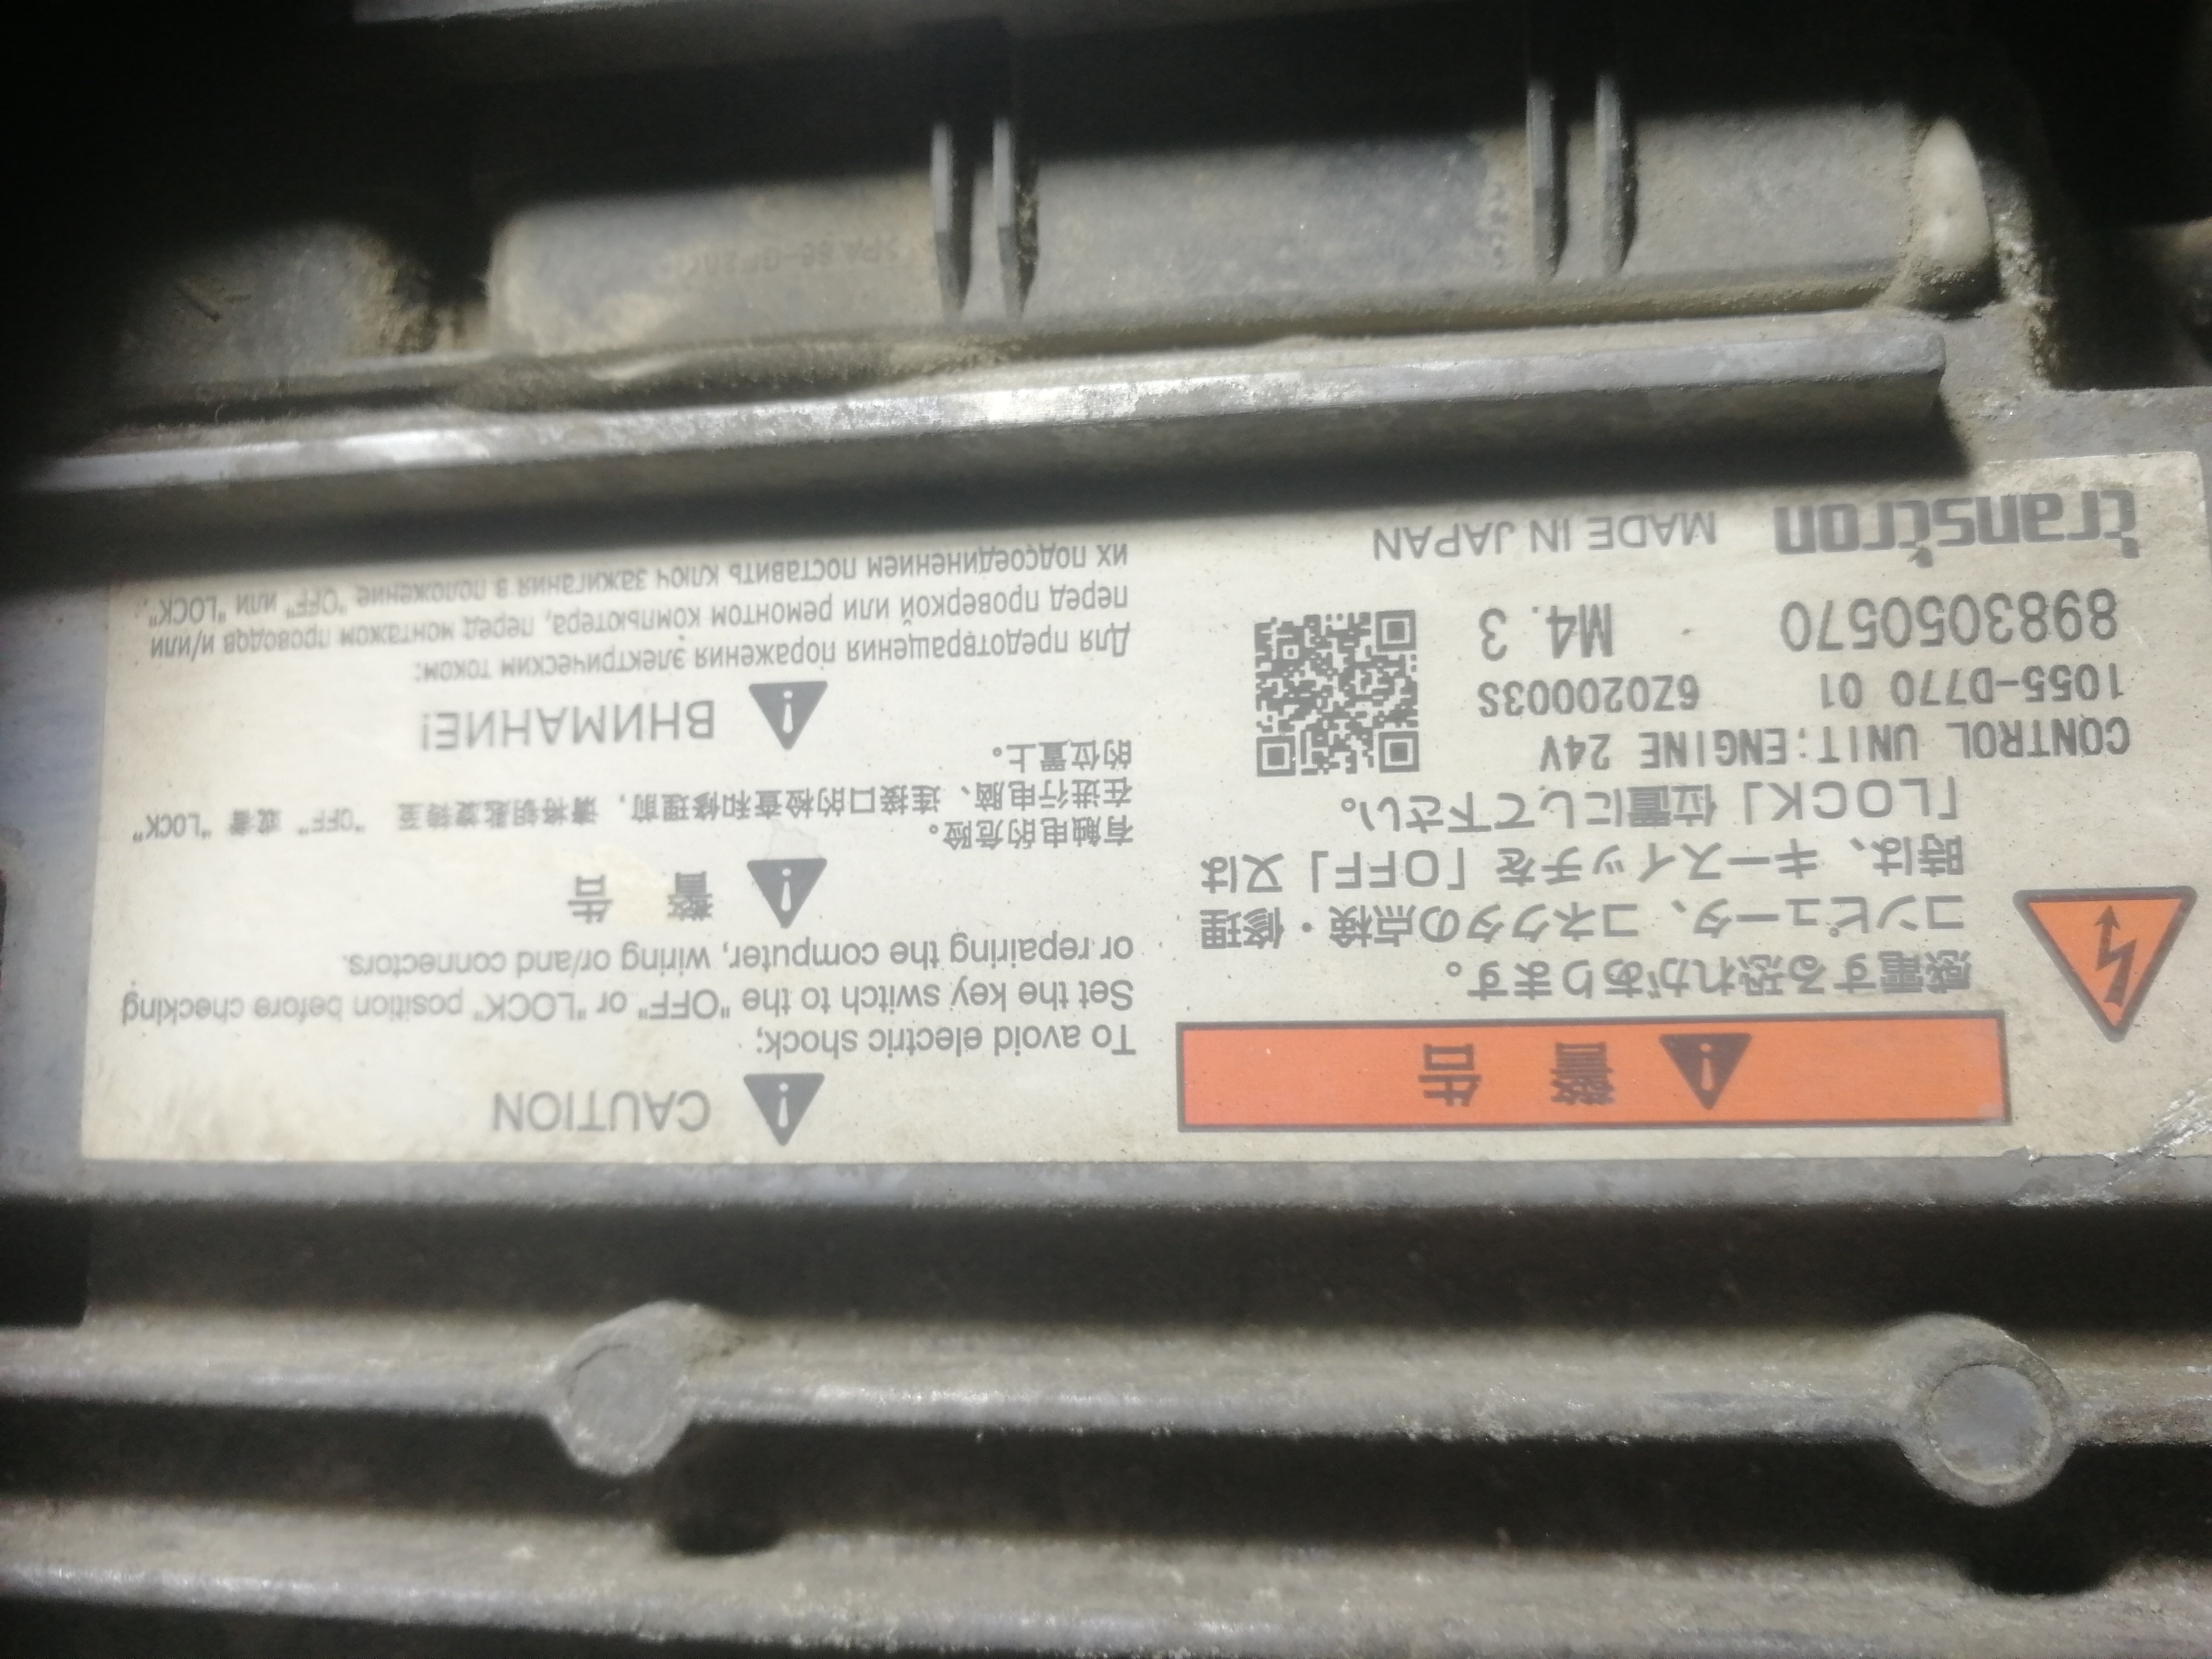 警 告
感電する恐れがあります。
コンピュータ、コネクタの点検・修理
時は、キースイッチを「OFF」又は
「LOCK」位置にして下さい。
CONTROL UNIT:ENGINE 24V
1055-D770 01 6Z020003S
8983050570 M4.3
transtron MADE IN JAPAN
CAUTION
To avoid electric shock;
Set the key switch to the "OFF" or "LOCK" position before checking
or repairing the computer, wiring or/and connectors.
警 告
有触电的危险。
在进行电脑、连接口的检查和修理前，请将钥匙旋转至 "OFF" 或者 "LOCK"
的位置上。
ВНИМАНИЕ!
Для предотвращения поражения электрическим током:
перед проверкой или ремонтом компьютера, перед монтажом проводов и/или
их подсоединением поставить ключ зажигания в положение "OFF" или "LOCK".